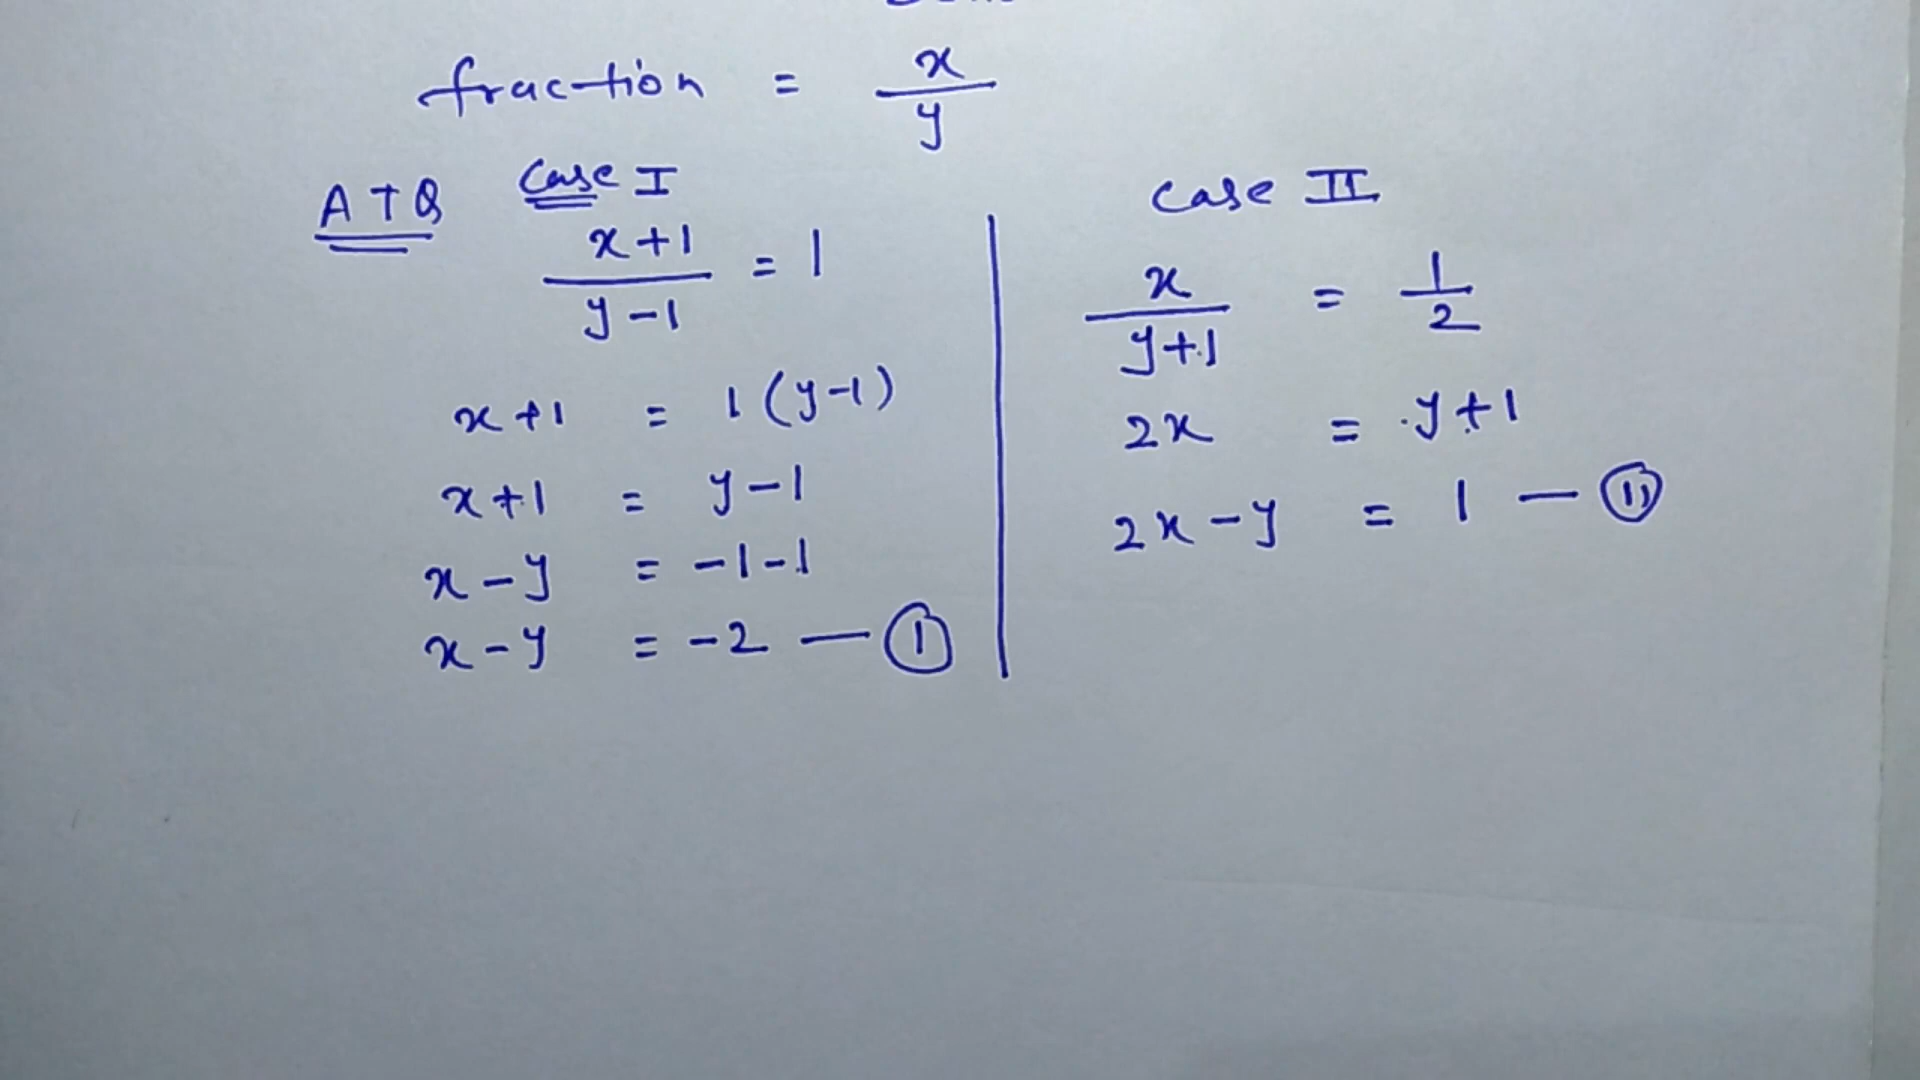 fraction = x/y
ATQ Case I
(x+1)/(y-1) = 1
x+1 = 1(y-1)
x+1 = y-1
x-y = -1-1
x-y = -2 — (1)
Case II
x/(y+1) = 1/2
2x = y+1
2x-y = 1 — (11)